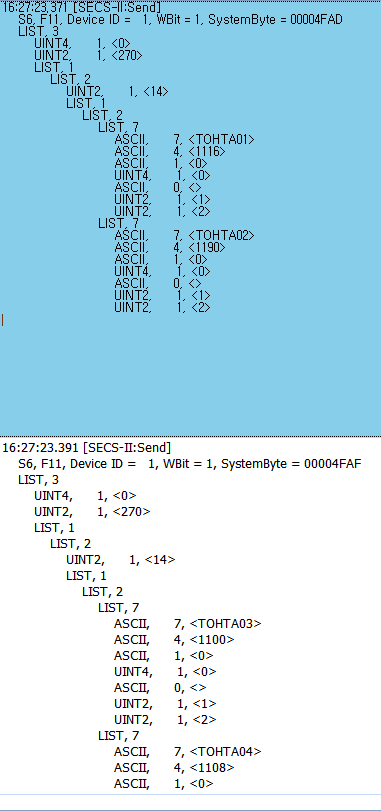 16:27:23.371 [SECS-II:Send]
S6, F11, Device ID = 1, WBit = 1, SystemByte = 00004FAD
LIST, 3
UINT4, 1, <0>
UINT2, 1, <270>
LIST, 1
LIST, 2
UINT2, 1, <14>
LIST, 1
LIST, 2
LIST, 7
ASCII, 7, <TOHTA01>
ASCII, 4, <1116>
ASCII, 1, <0>
UINT4, 1, <0>
ASCII, 0, <>
UINT2, 1, <1>
UINT2, 1, <2>
LIST, 7
ASCII, 7, <TOHTA02>
ASCII, 4, <1190>
ASCII, 1, <0>
UINT4, 1, <0>
ASCII, 0, <>
UINT2, 1, <1>
UINT2, 1, <2>
16:27:23.391 [SECS-II:Send]
S6, F11, Device ID = 1, WBit = 1, SystemByte = 00004FAF
LIST, 3
UINT4, 1, <0>
UINT2, 1, <270>
LIST, 1
LIST, 2
UINT2, 1, <14>
LIST, 1
LIST, 2
LIST, 7
ASCII, 7, <TOHTA03>
ASCII, 4, <1100>
ASCII, 1, <0>
UINT4, 1, <0>
ASCII, 0, <>
UINT2, 1, <1>
UINT2, 1, <2>
LIST, 7
ASCII, 7, <TOHTA04>
ASCII, 4, <1108>
ASCII, 1, <0>